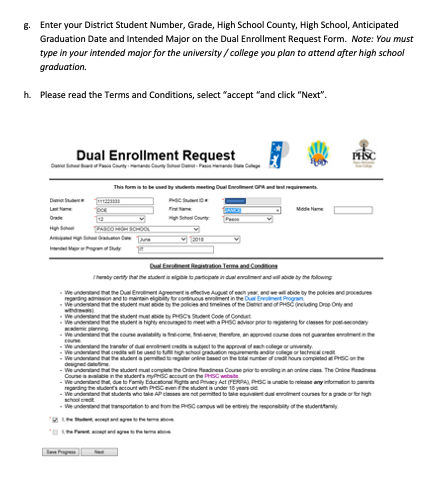 g. Enter your District Student Number, Grade, High School County, High School, Anticipated
Graduation Date and Intended Major on the Dual Enrollment Request Form. Note: You must
type in your intended major for the university / college you plan to attend after high school
graduation.
h. Please read the Terms and Conditions, select "accept "and click "Next".
Dual Enrollment Request
District School Board of Pasco County - Hernando County School District - Pasco Hernando State College
PHSC
This form is to be used by students meeting Dual Enrollment GPA and test requirements.
District Student #: PHSC Student ID #:
Last Name: DOE First Name: Middle Name:
Grade: 12 High School County: Pasco
High School: PASCO HIGH SCHOOL
Anticipated High School Graduation Date: June 2018
Intended Major or Program of Study:
Dual Enrollment Registration Terms and Conditions
I hereby certify that the student is eligible to participate in dual enrollment and will abide by the following:
- We understand that the Dual Enrollment Agreement is effective August of each year, and we will abide by the policies and procedures
regarding admission and to maintain eligibility for continuous enrollment in the Dual Enrollment Program.
- We understand that the student must abide by the policies and timelines of the District and of PHSC (including Drop Only and
withdrawals)
- We understand that the student must abide by PHSC's Student Code of Conduct.
- We understand that the student is highly encouraged to meet with a PHSC advisor prior to registering for classes for post-secondary
academic planning.
- We understand that the course availability is first-come, first-serve, therefore, an approved course does not guarantee enrollment in the
course.
- We understand the transfer of dual enrollment credits is subject to the approval of each college or university.
- We understand that credits will be used to fulfill high school graduation requirements and/or college or technical credit.
- We understand that the student is permitted to register online based on the total number of credit hours completed at PHSC on the
designed date/time.
- We understand that the student must complete the Online Readiness Course prior to enrolling in an online class. The Online Readiness
Course is available in the student's myPHSC account on the PHSC website.
- We understand that, due to Family Educational Rights and Privacy Act (FERPA), PHSC is unable to release any information to parents
regarding the student's account with PHSC even if the student is under 18 years old.
- We understand that students who take AP classes are not permitted to take equivalent dual enrollment courses for a grade or for high
school credit.
- We understand that transportation to and from the PHSC campus will be entirely the responsibility of the student/family.
* I, the Student, accept and agree to the terms above.
* I, the Parent, accept and agree to the terms above.
Save Progress Next